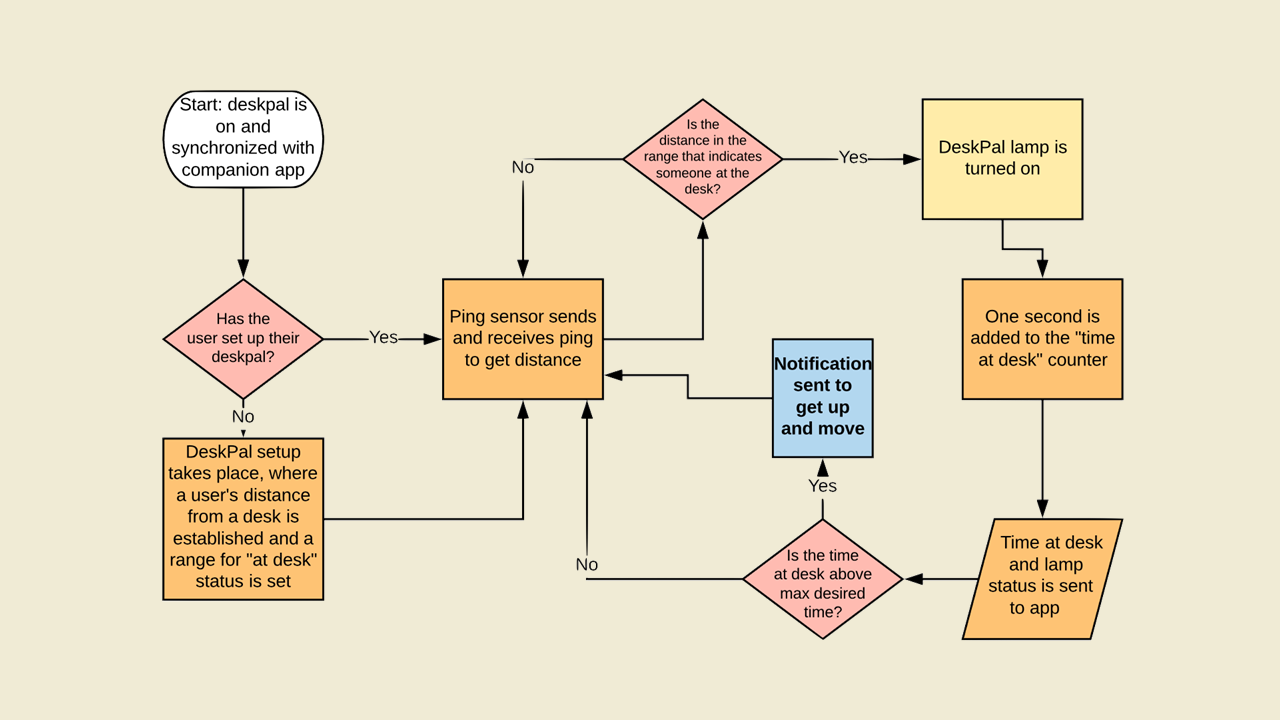 Start: deskpal is
on and
synchronized with
companion app
Has the
user set up their
deskpal?
Yes
No
DeskPal setup
takes place, where
a user's distance
from a desk is
established and a
range for "at desk"
status is set
Ping sensor sends
and receives ping
to get distance
No
Is the
distance in the
range that indicates
someone at the
desk?
Yes
DeskPal lamp is
turned on
One second is
added to the "time
at desk" counter
Time at desk
and lamp
status is sent
to app
Is the time
at desk above
max desired
time?
Yes
No
Notification
sent to
get up
and move